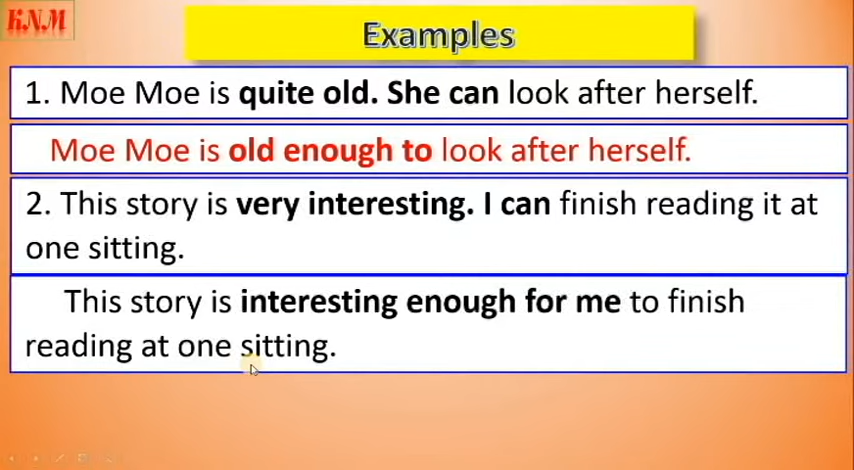 K.N.M
Examples
1. Moe Moe is quite old. She can look after herself.
Moe Moe is old enough to look after herself.
2. This story is very interesting. I can finish reading it at
one sitting.
This story is interesting enough for me to finish
reading at one sitting.